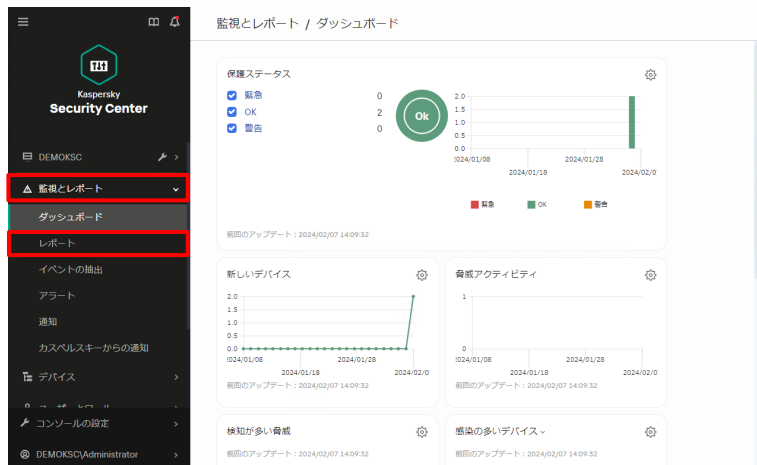 監視とレポート / ダッシュボード
Kaspersky
Security Center
DEMOKSC
監視とレポート
ダッシュボード
レポート
イベントの抽出
アラート
通知
カスペルスキーからの通知
デバイス
コンソールの設定
DEMOKSC\Administrator
保護ステータス
緊急 0
OK 2
警告 0
Ok
2.0
1.5
1.0
0.5
0.0
2024/01/08
2024/01/28
2024/01/18
2024/02/0
緊急 OK 警告
前回のアップデート:2024/02/07 14:09:32
新しいデバイス
2.0
1.5
1.0
0.5
0.0
2024/01/08
2024/01/28
2024/01/18
2024/02/0
前回のアップデート:2024/02/07 14:09:32
脅威アクティビティ
1
0
2024/01/08
2024/01/28
2024/01/18
2024/02/0
前回のアップデート:2024/02/07 14:09:32
検知が多い脅威
前回のアップデート:2024/02/07 14:09:32
感染の多いデバイス
前回のアップデート:2024/02/07 14:09:32